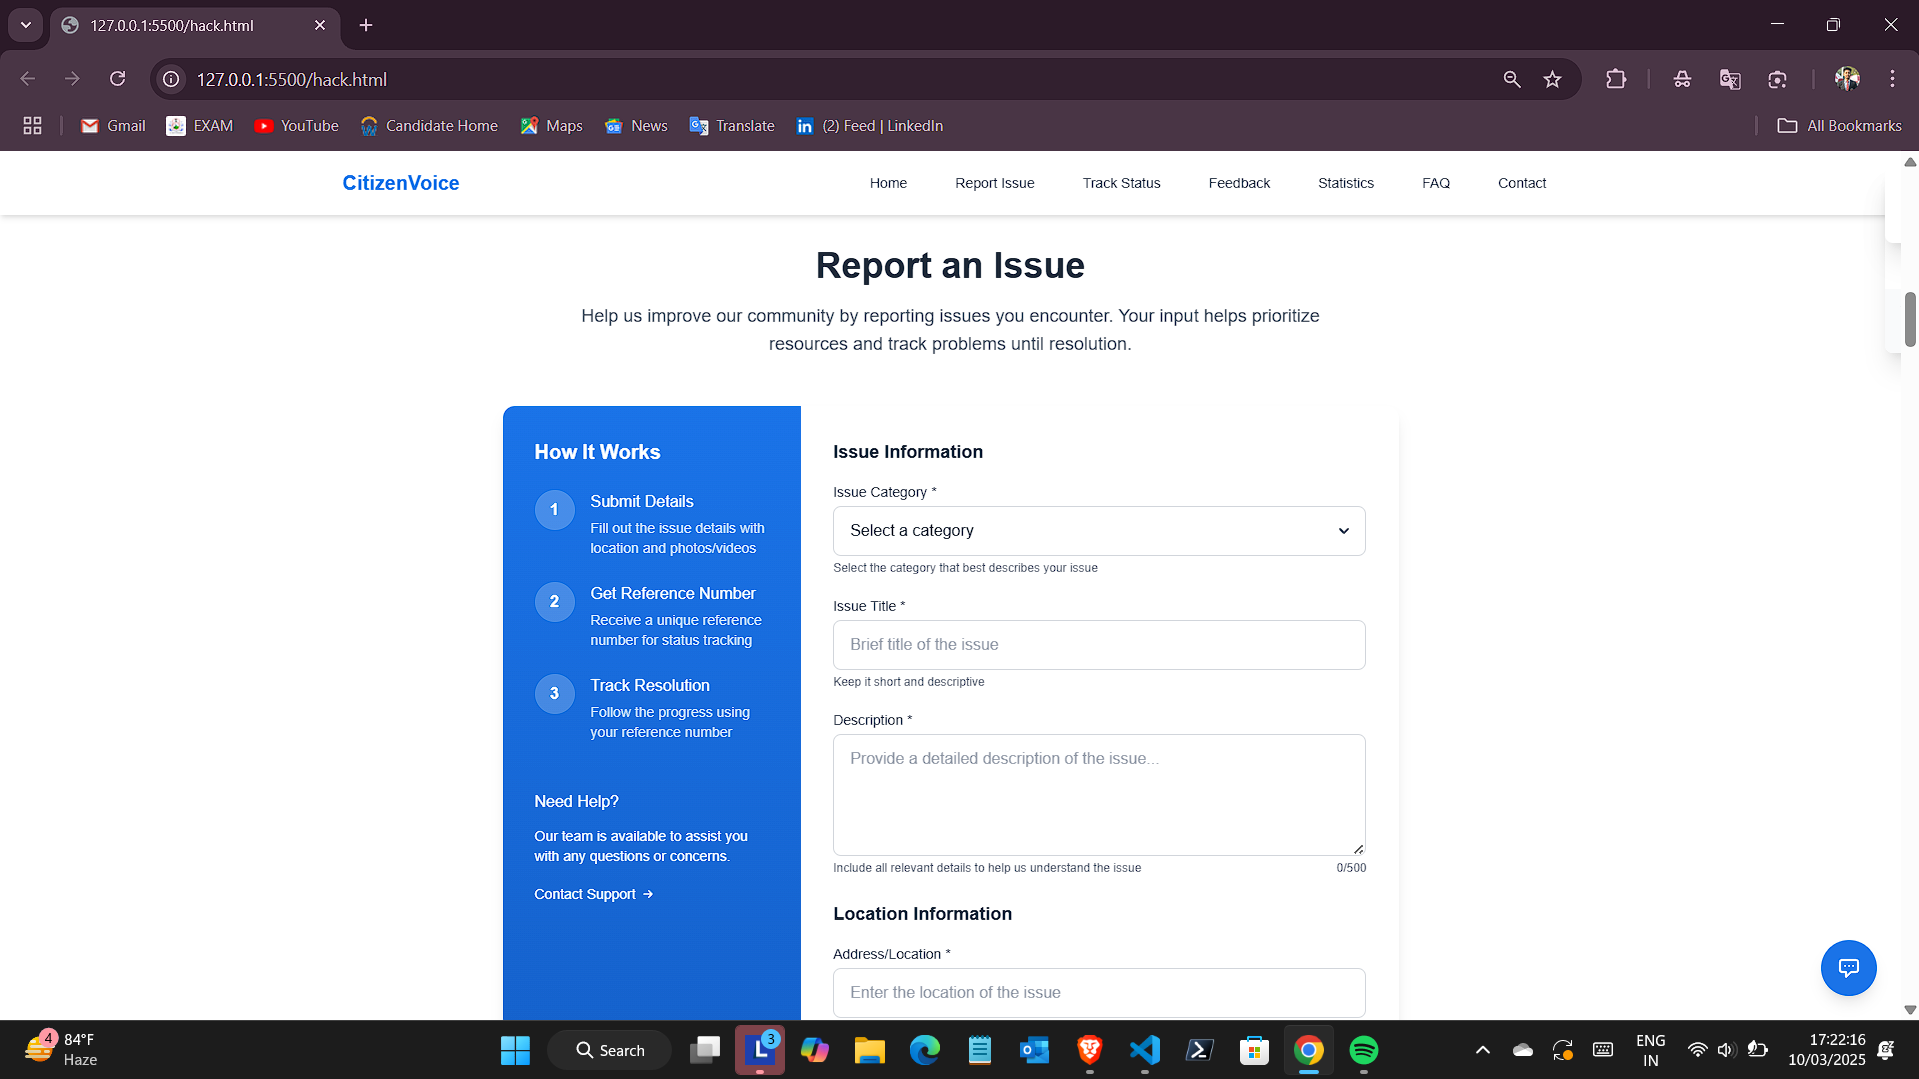 127.0.0.1:5500/hack.html
127.0.0.1:5500/hack.html
Gmail EXAM YouTube Candidate Home Maps News Translate (2) Feed | LinkedIn All Bookmarks
CitizenVoice
Home Report Issue Track Status Feedback Statistics FAQ Contact
Report an Issue
Help us improve our community by reporting issues you encounter. Your input helps prioritize
resources and track problems until resolution.
How It Works
1
Submit Details
Fill out the issue details with
location and photos/videos
2
Get Reference Number
Receive a unique reference
number for status tracking
3
Track Resolution
Follow the progress using
your reference number
Need Help?
Our team is available to assist you
with any questions or concerns.
Contact Support →
Issue Information
Issue Category *
Select a category
Select the category that best describes your issue
Issue Title *
Brief title of the issue
Keep it short and descriptive
Description *
Provide a detailed description of the issue...
Include all relevant details to help us understand the issue 0/500
Location Information
Address/Location *
Enter the location of the issue
4
84°F
Haze
Search
3
ENG
IN
17:22:16
10/03/2025